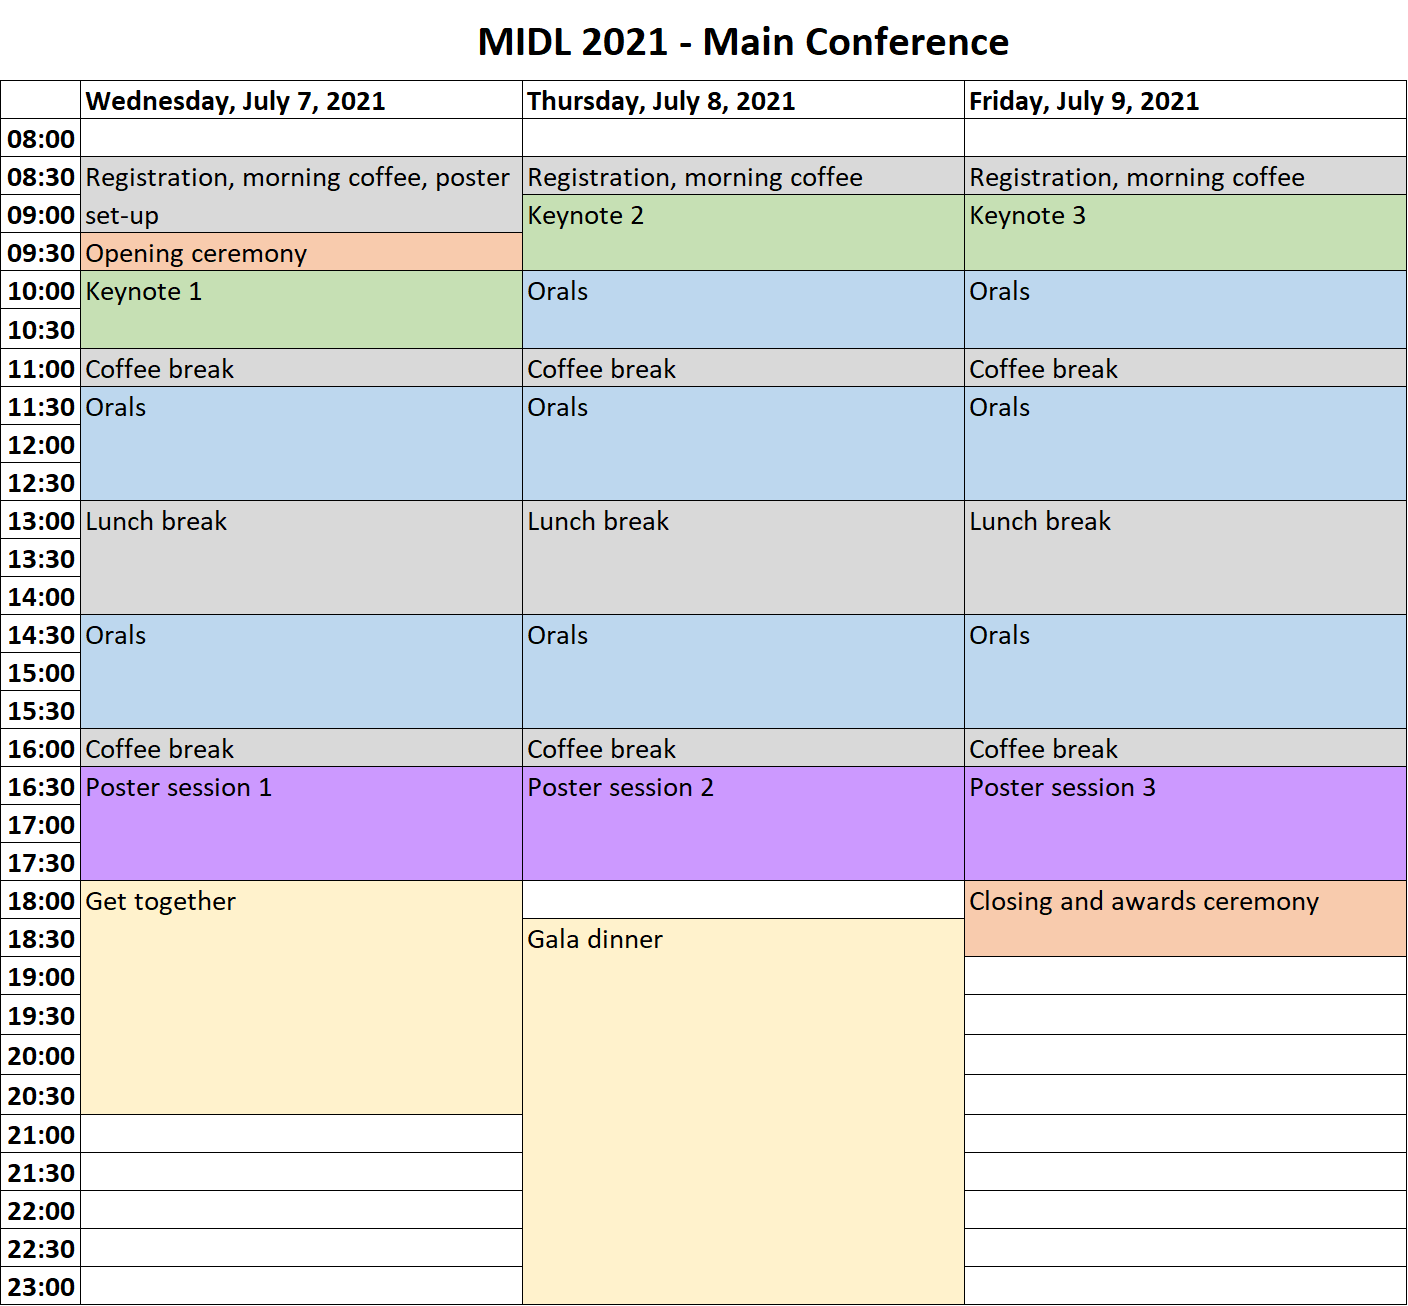 MIDL 2021 - Main Conference
Wednesday, July 7, 2021 Thursday, July 8, 2021 Friday, July 9, 2021
08:00
08:30 Registration, morning coffee, poster Registration, morning coffee Registration, morning coffee
09:00 set-up Keynote 2 Keynote 3
09:30 Opening ceremony
10:00 Keynote 1 Orals Orals
10:30
11:00 Coffee break Coffee break Coffee break
11:30 Orals Orals Orals
12:00
12:30
13:00 Lunch break Lunch break Lunch break
13:30
14:00
14:30 Orals Orals Orals
15:00
15:30
16:00 Coffee break Coffee break Coffee break
16:30 Poster session 1 Poster session 2 Poster session 3
17:00
17:30
18:00 Get together Closing and awards ceremony
18:30 Gala dinner
19:00
19:30
20:00
20:30
21:00
21:30
22:00
22:30
23:00